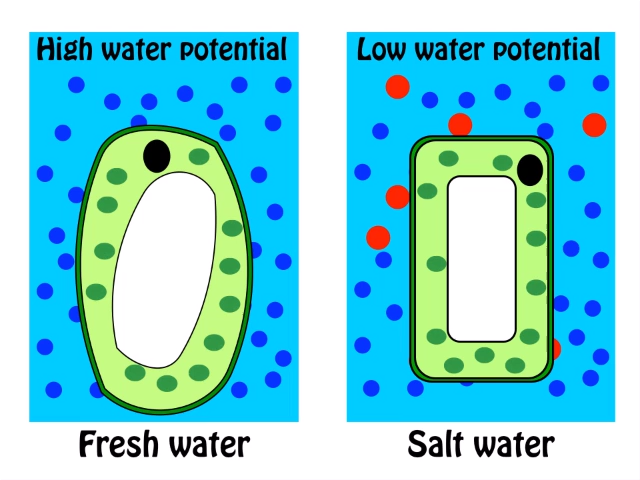 High water potential
Low water potential
Fresh water
Salt water